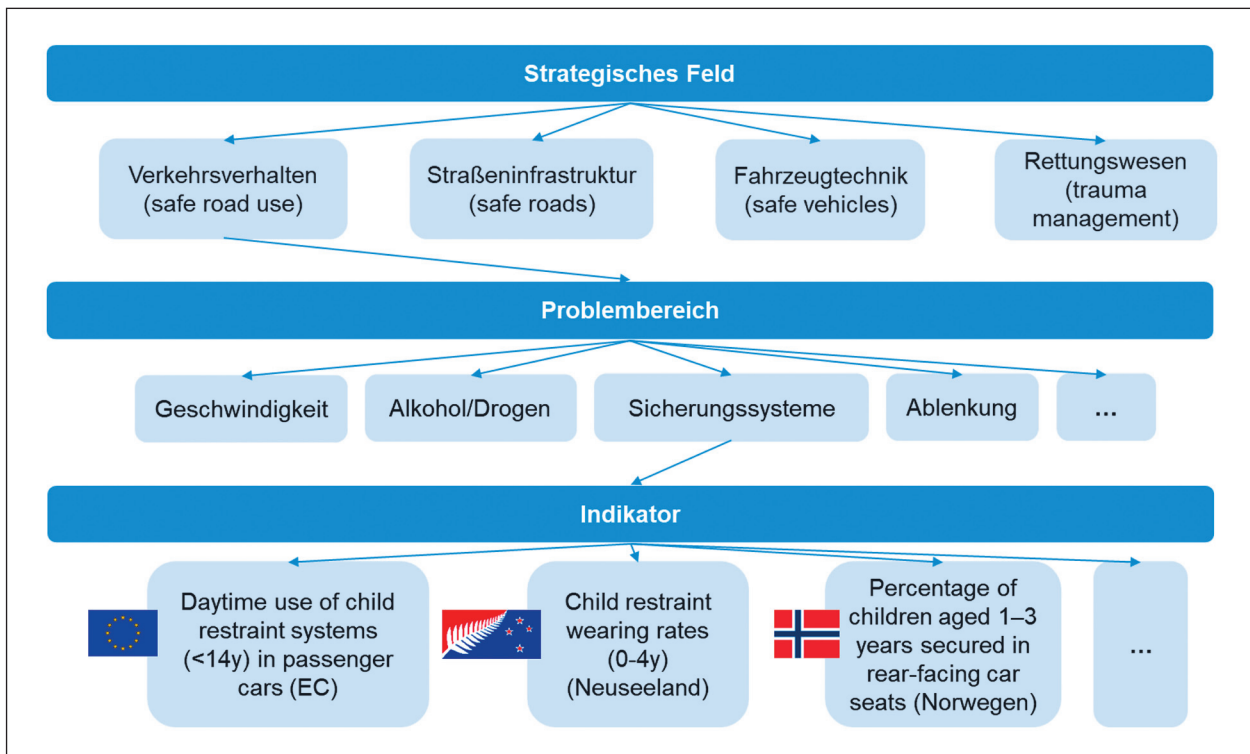 Strategisches Feld
Verkehrsverhalten
(safe road use)
Straßeninfrastruktur
(safe roads)
Fahrzeugtechnik
(safe vehicles)
Rettungswesen
(trauma
management)
Problembereich
Geschwindigkeit
Alkohol/Drogen
Sicherungssysteme
Ablenkung
...
Indikator
Daytime use of child
restraint systems
(<14y) in passenger
cars (EC)
Child restraint
wearing rates
(0-4y)
(Neuseeland)
Percentage of
children aged 1–3
years secured in
rear-facing car
seats (Norwegen)
...